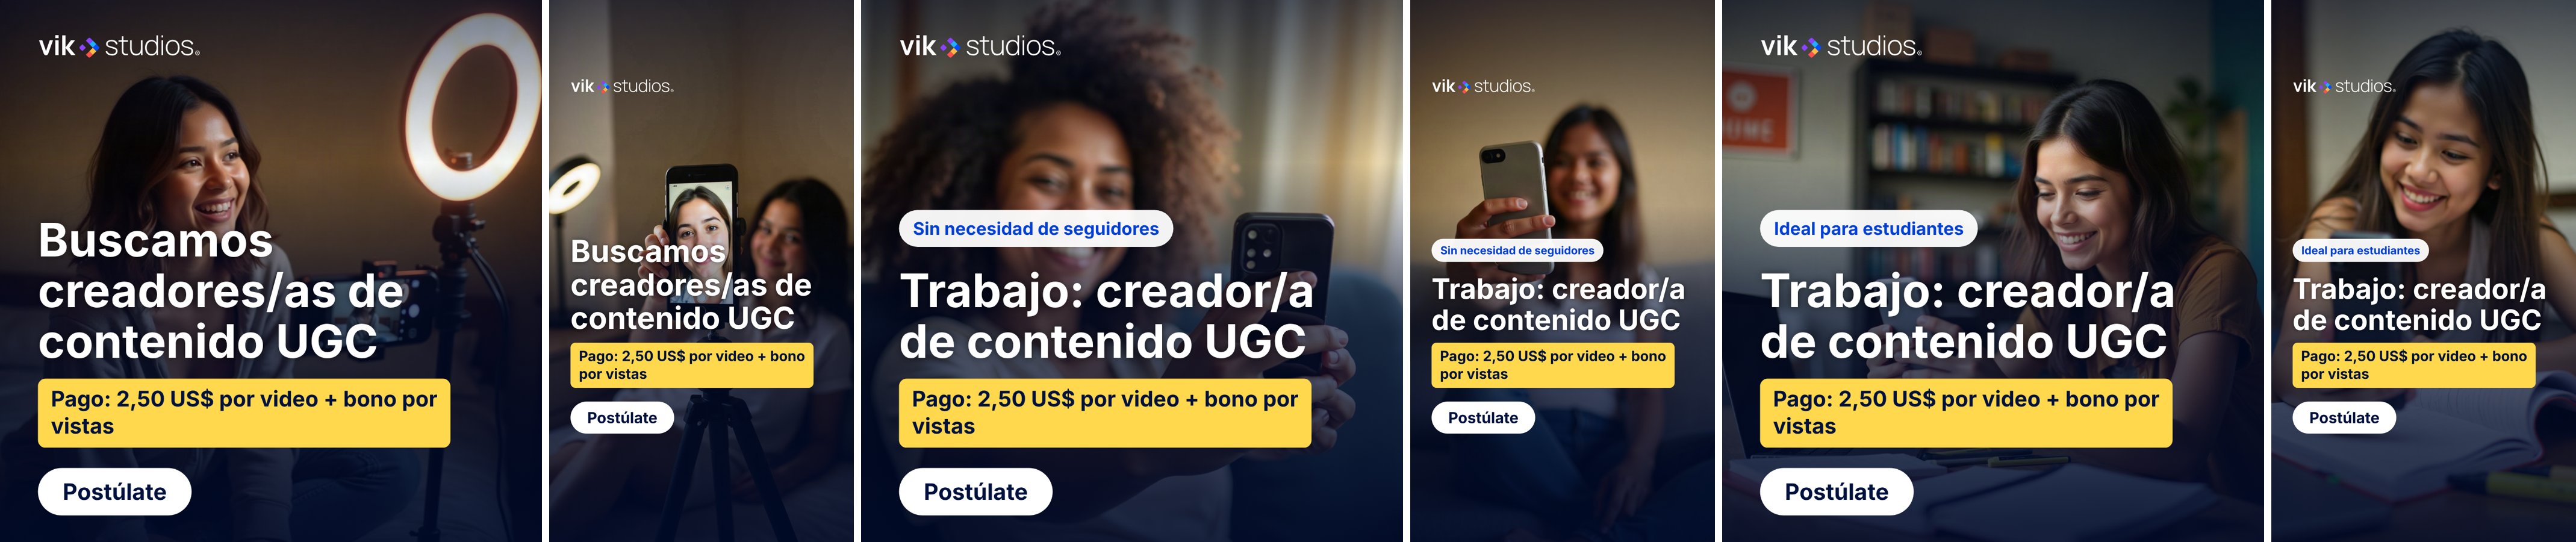 vik studios®
Buscamos
creadores/as de
contenido UGC
Pago: 2,50 US$ por video + bono por
vistas
Postúlate
vik studios®
Buscamos
creadores/as de
contenido UGC
Pago: 2,50 US$ por video + bono
por vistas
Postúlate
vik studios®
Sin necesidad de seguidores
Trabajo: creador/a
de contenido UGC
Pago: 2,50 US$ por video + bono por
vistas
Postúlate
vik studios®
Sin necesidad de seguidores
Trabajo: creador/a
de contenido UGC
Pago: 2,50 US$ por video + bono
por vistas
Postúlate
vik studios®
Ideal para estudiantes
Trabajo: creador/a
de contenido UGC
Pago: 2,50 US$ por video + bono por
vistas
Postúlate
vik studios®
Ideal para estudiantes
Trabajo: creador/a
de contenido UGC
Pago: 2,50 US$ por video + bono
por vistas
Postúlate